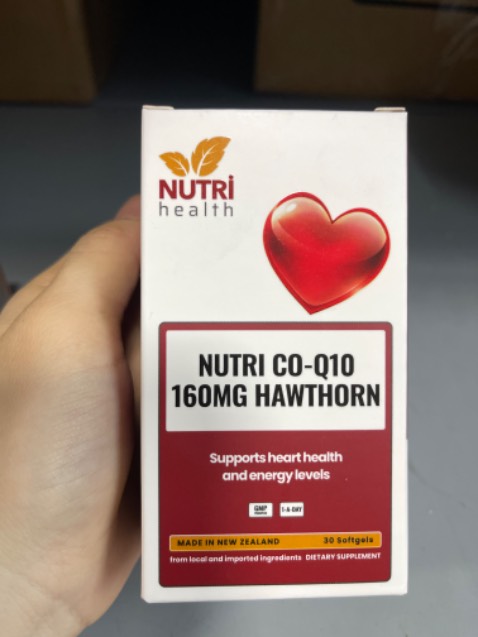 NUTRi
health
NUTRI CO-Q10
160MG HAWTHORN
Supports heart health
and energy levels
GMP
1-A-DAY
MADE IN NEW ZEALAND 30 Softgels
from local and imported ingredients DIETARY SUPPLEMENT